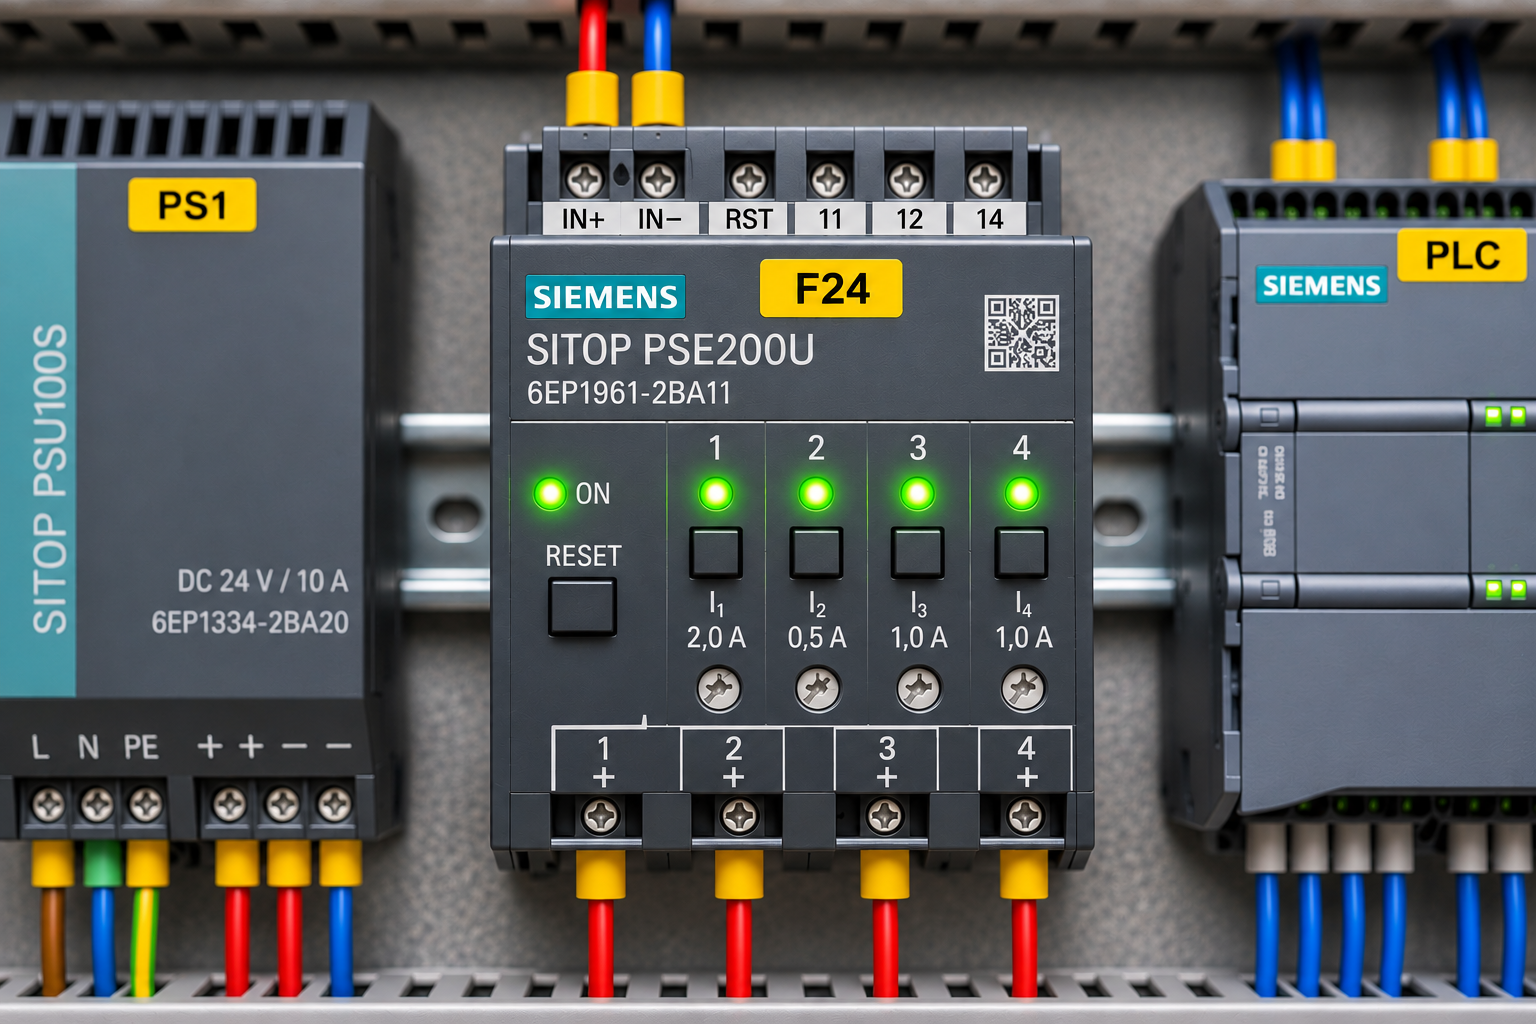 PS1
SITOP PSU100S
DC 24 V / 10 A
6EP1334-2BA20
L N PE + + − −
IN+ IN− RST 11 12 14
SIEMENS
F24
SITOP PSE200U
6EP1961-2BA11
1 2 3 4
ON
RESET
I₁ I₂ I₃ I₄
2,0 A 0,5 A 1,0 A 1,0 A
1 2 3 4
+ + + +
PLC
SIEMENS